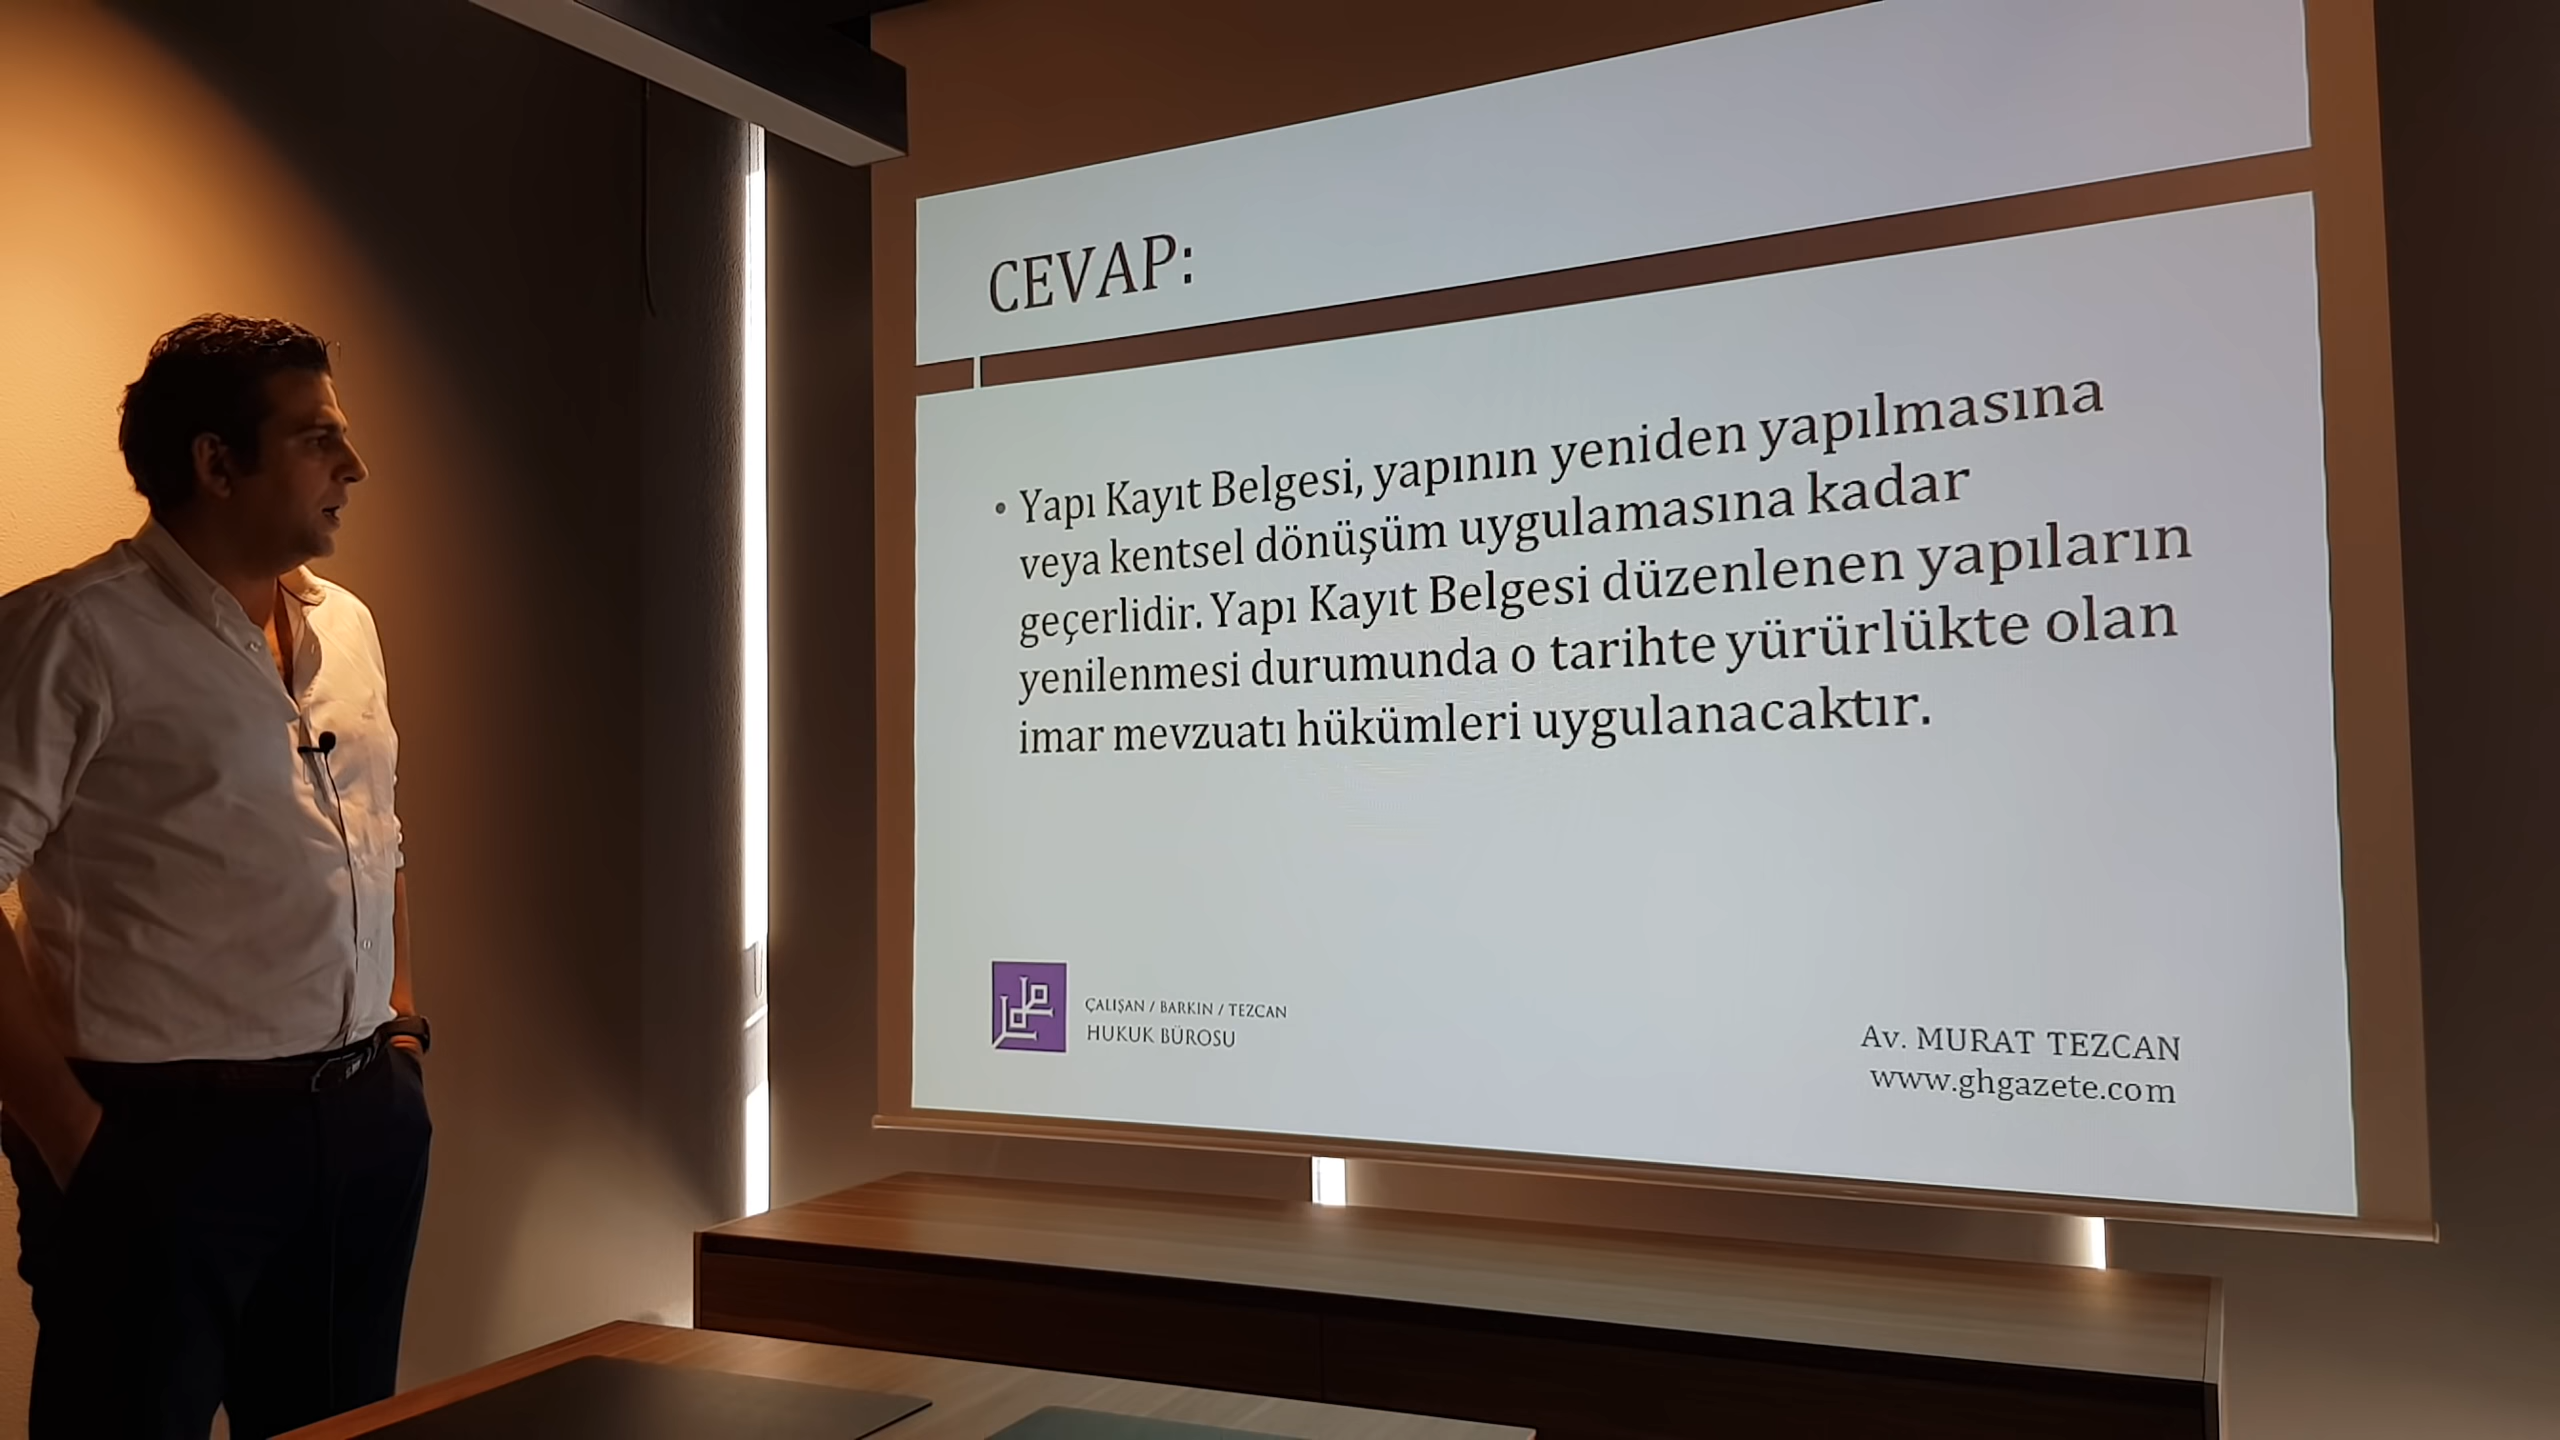 CEVAP:
• Yapı Kayıt Belgesi, yapının yeniden yapılmasına
veya kentsel dönüşüm uygulamasına kadar
geçerlidir. Yapı Kayıt Belgesi düzenlenen yapıların
yenilenmesi durumunda o tarihte yürürlükte olan
imar mevzuatı hükümleri uygulanacaktır.
ÇALIŞAN / BARKIN / TEZCAN
HUKUK BÜROSU
Av. MURAT TEZCAN
www.ghgazete.com